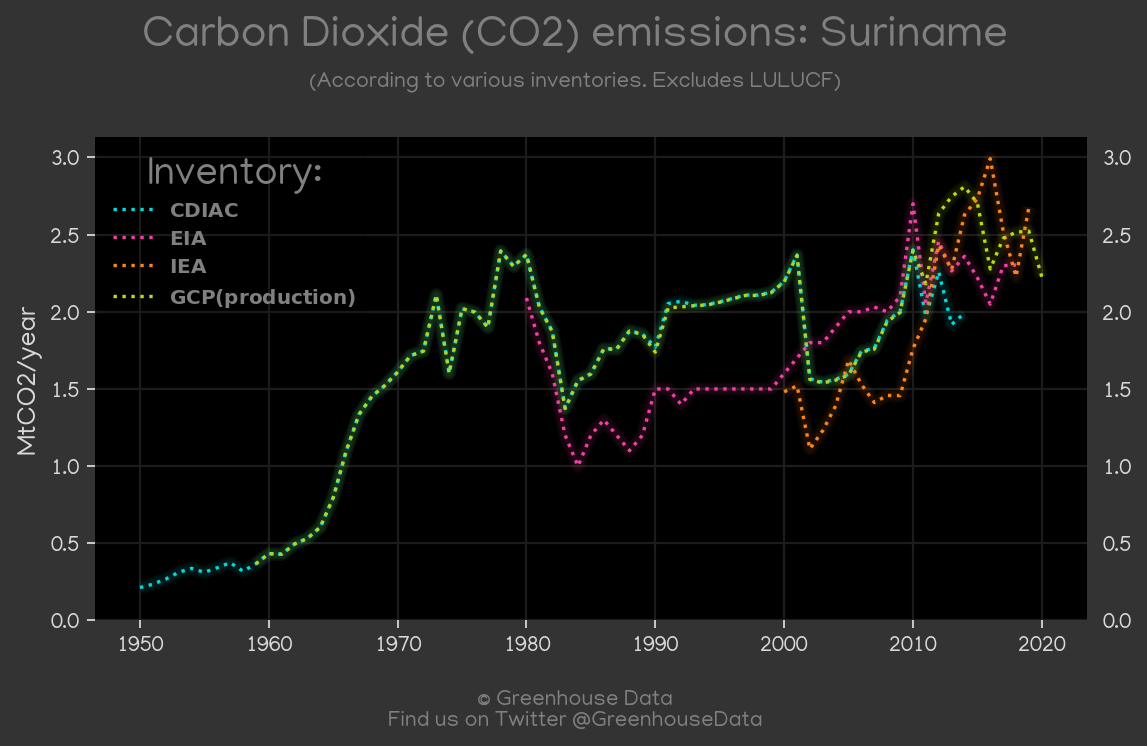 Carbon Dioxide (CO2) emissions: Suriname
(According to various inventories. Excludes LULUCF)
Inventory:
CDIAC
EIA
IEA
GCP(production)
MtCO2/year
3.0
2.5
2.0
1.5
1.0
0.5
0.0
3.0
2.5
2.0
1.5
1.0
0.5
0.0
1950 1960 1970 1980 1990 2000 2010 2020
© Greenhouse Data
Find us on Twitter @GreenhouseData